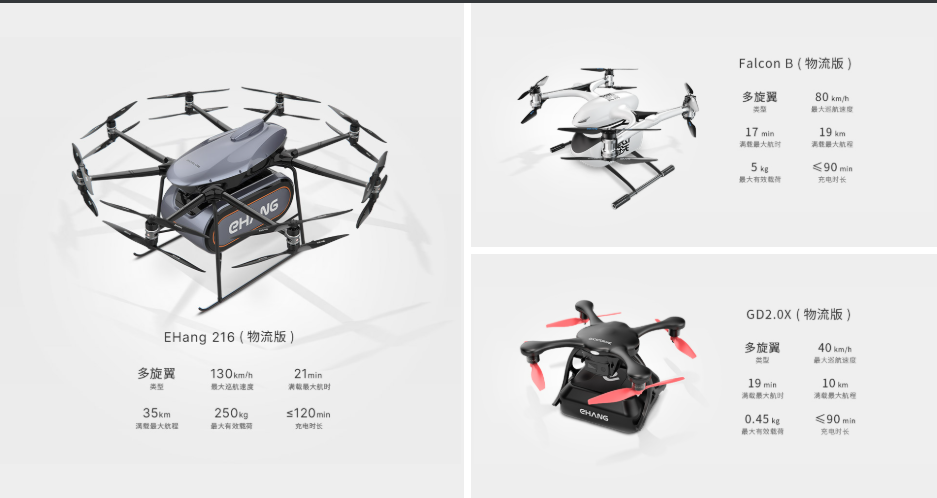 EHANG
EHang 216 ( 物流版 )
多旋翼 130km/h 21min
类型 最大巡航速度 满载最大航时
35km 250kg ≤120min
满载最大航程 最大有效载荷 充电时长
Falcon B ( 物流版 )
多旋翼 80 km/h
类型 最大巡航速度
17 min 19 km
满载最大航时 满载最大航程
5 kg ≤90 min
最大有效载荷 充电时长
EHANG
GD2.0X ( 物流版 )
多旋翼 40 km/h
类型 最大巡航速度
19 min 10 km
满载最大航时 满载最大航程
0.45 kg ≤90 min
最大有效载荷 充电时长